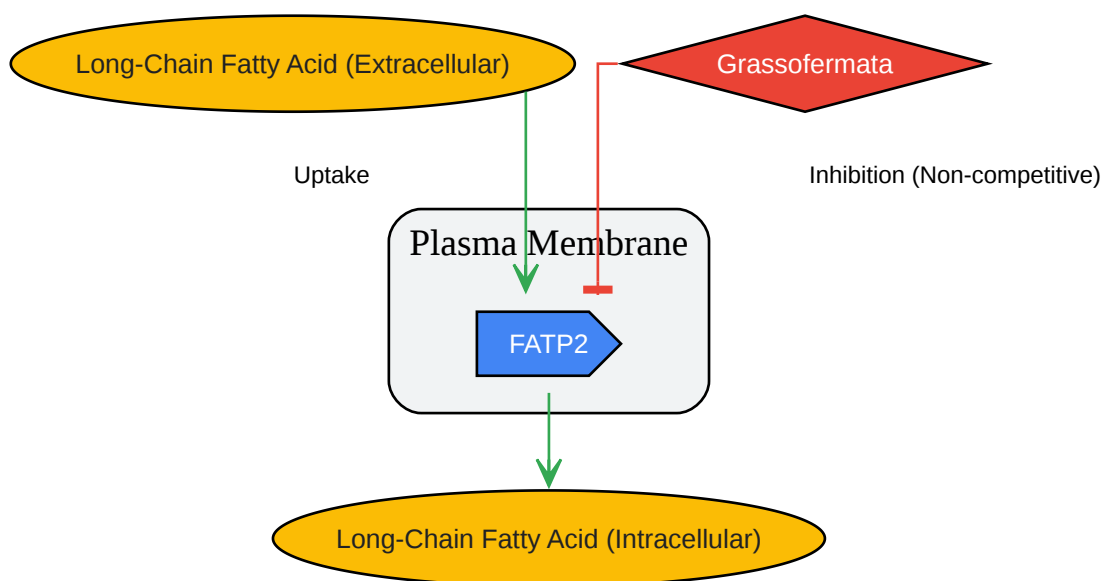 Long-Chain Fatty Acid (Extracellular)
Grassofermata
Uptake
Inhibition (Non-competitive)
Plasma Membrane
FATP2
Long-Chain Fatty Acid (Intracellular)